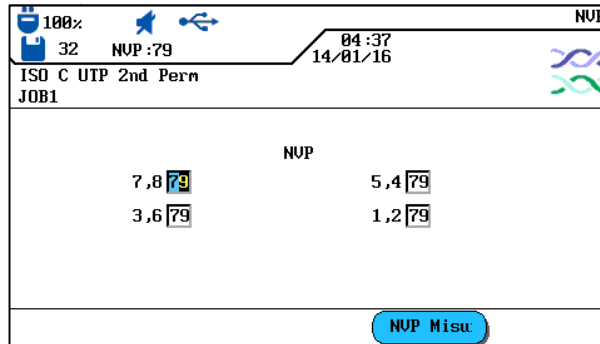 100% NVP
32 NVP:79 04:37
14/01/16
ISO C UTP 2nd Perm
JOB1
NVP
7,8 79 5,4 79
3,6 79 1,2 79
NVP Misu: